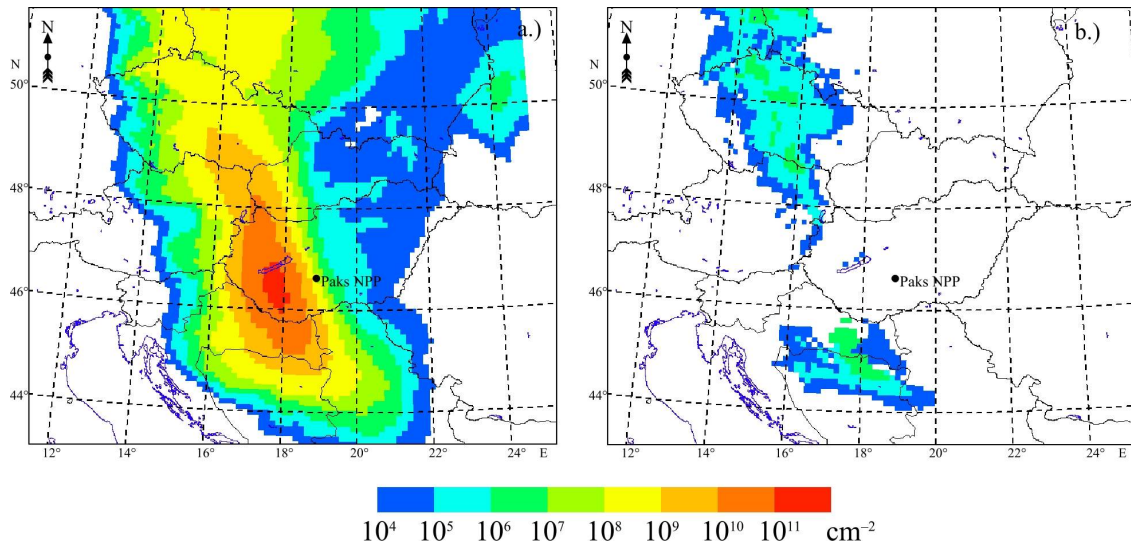 a.)
N
N
50°
48°
46°
44°
Paks NPP
12° 14° 16° 18° 20° 22° 24° E
b.)
N
N
50°
48°
46°
44°
Paks NPP
12° 14° 16° 18° 20° 22° 24° E
10⁴ 10⁵ 10⁶ 10⁷ 10⁸ 10⁹ 10¹⁰ 10¹¹ cm⁻²